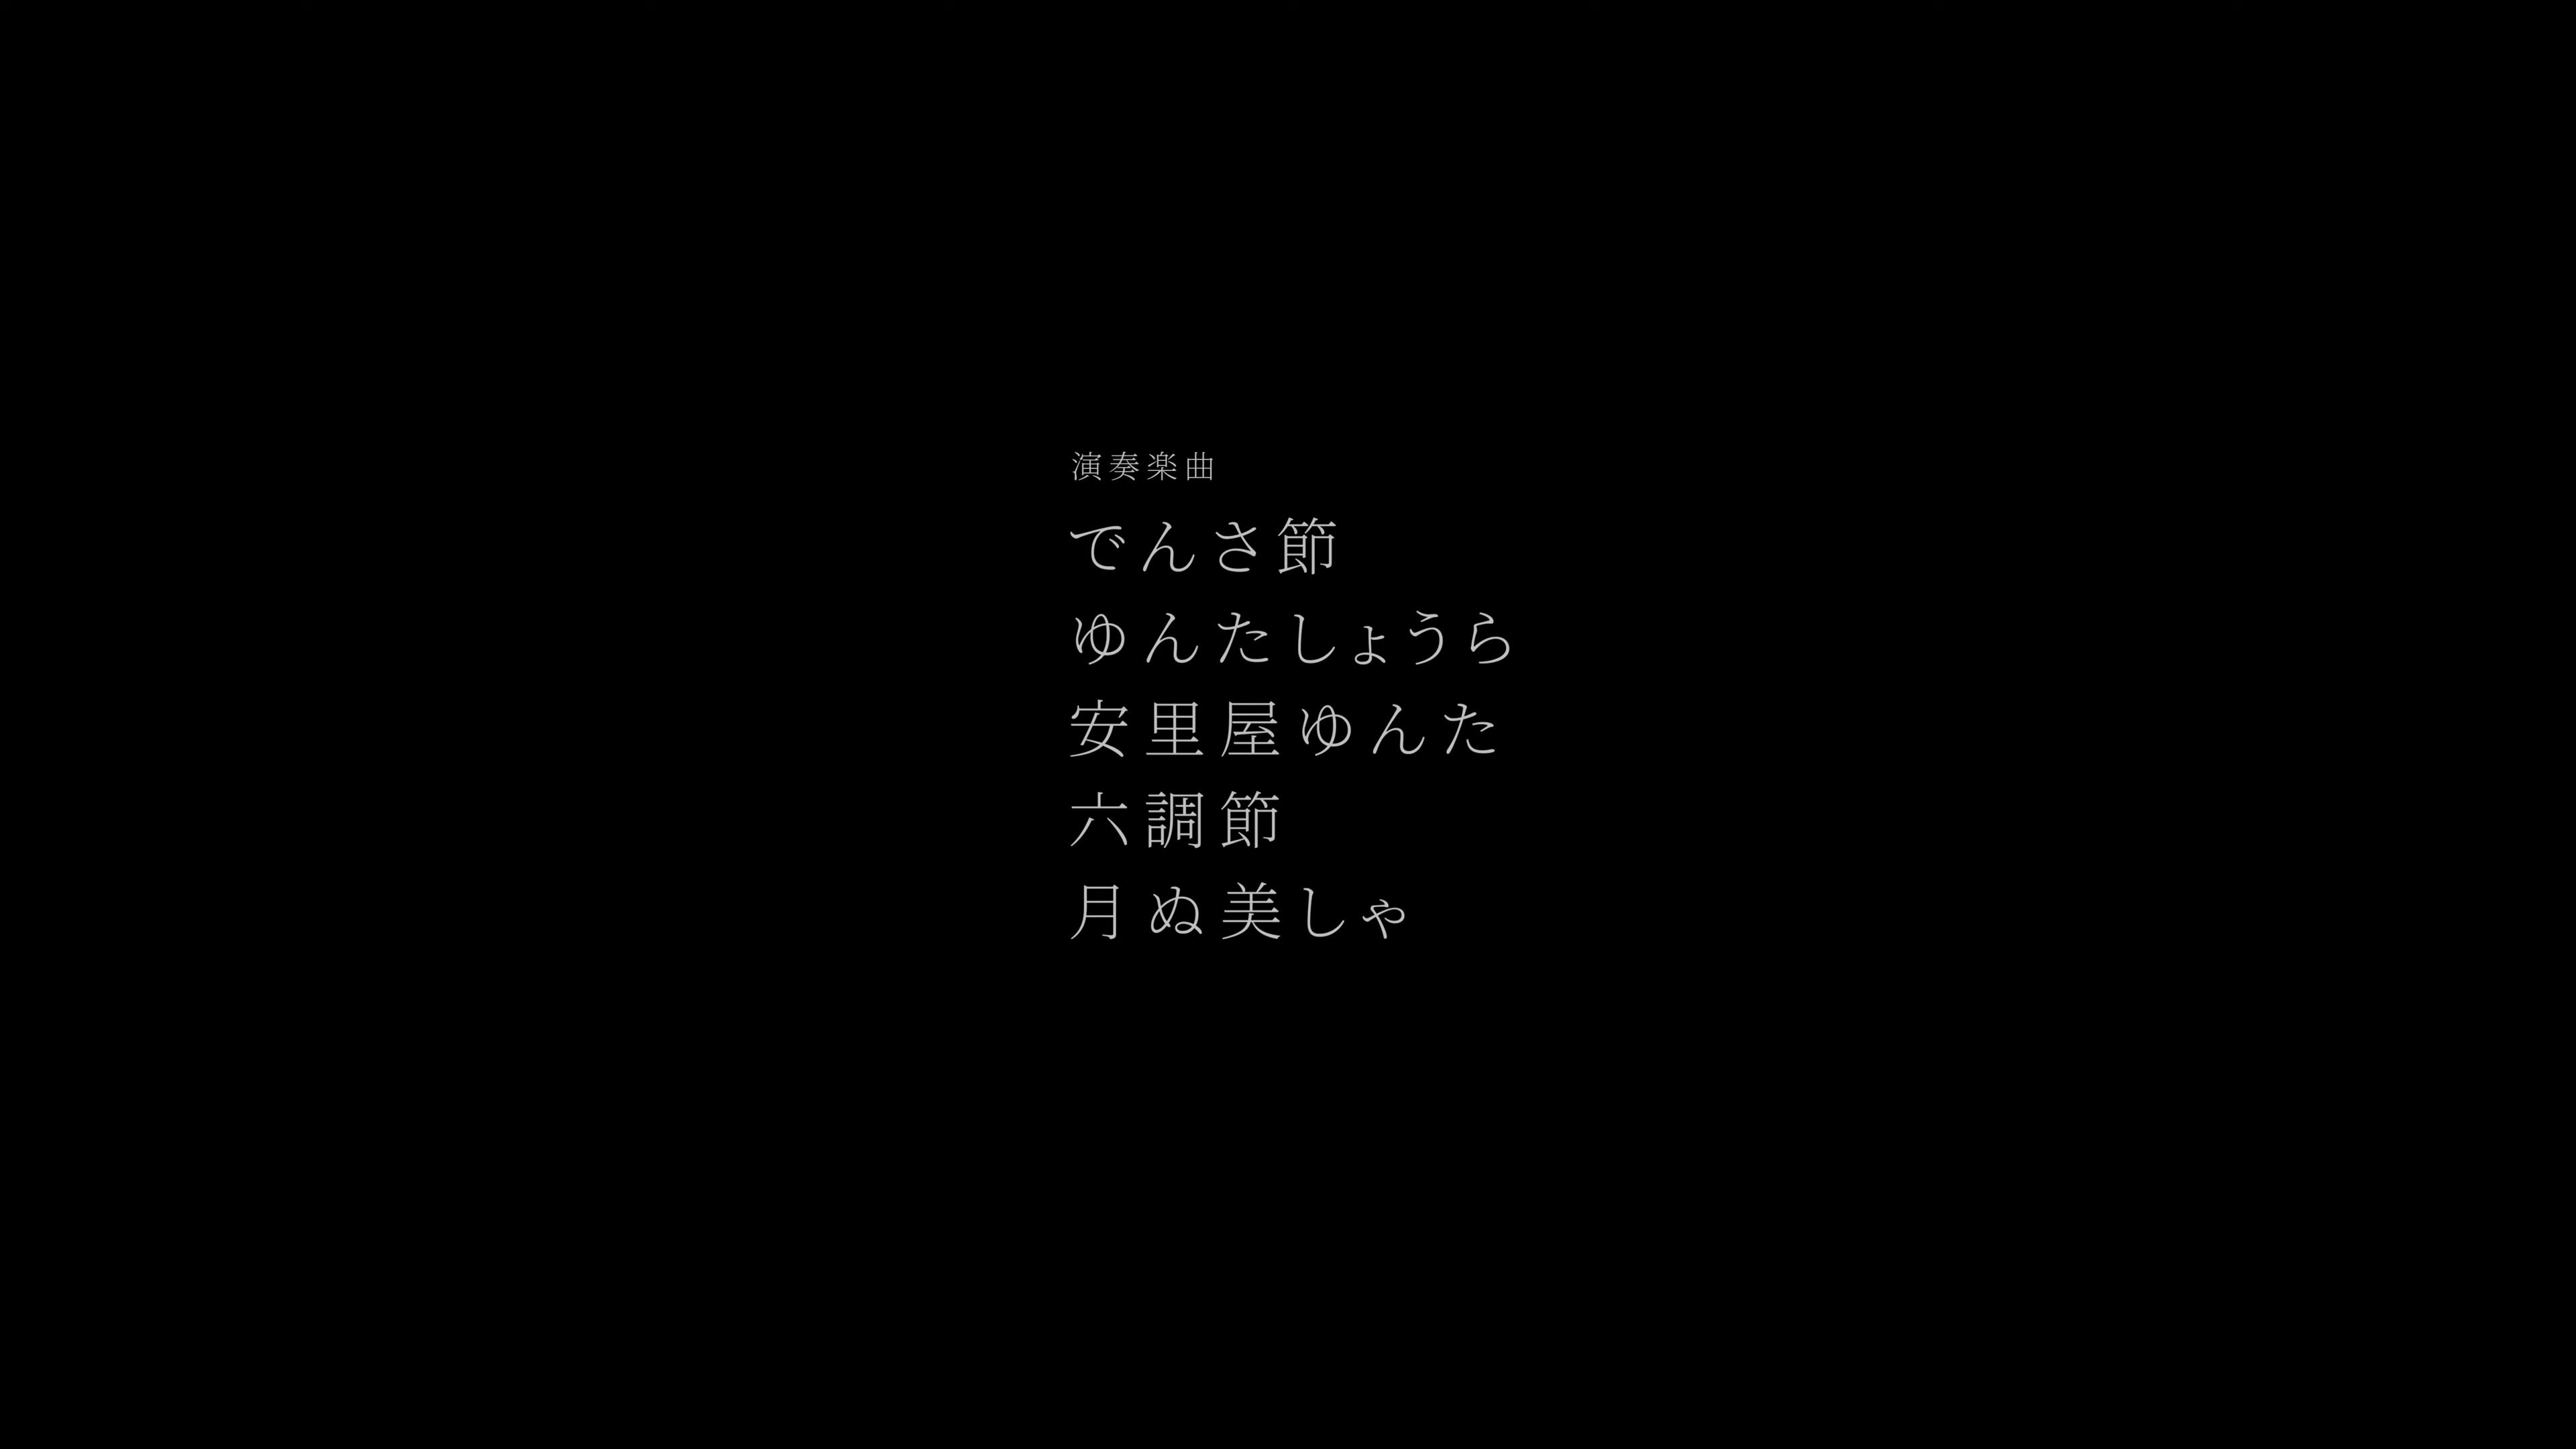 演奏楽曲
でんさ節
ゆんたしょうら
安里屋ゆんた
六調節
月ぬ美しゃ